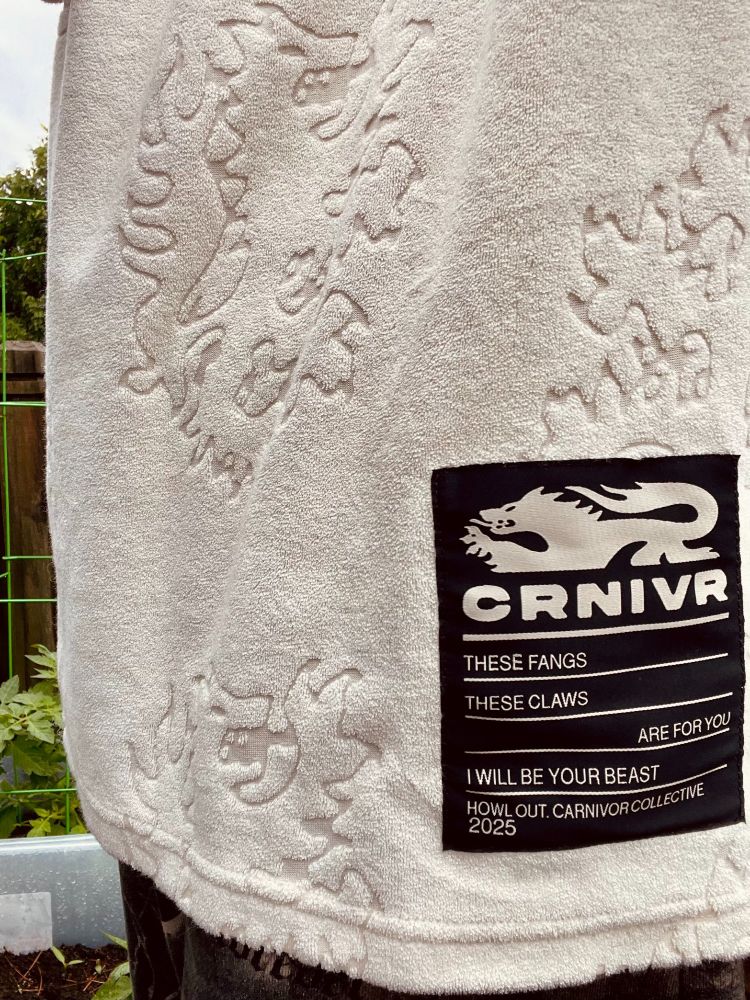 CRNIVR
THESE FANGS
THESE CLAWS
ARE FOR YOU
I WILL BE YOUR BEAST
HOWL OUT. CARNIVOR COLLECTIVE
2025